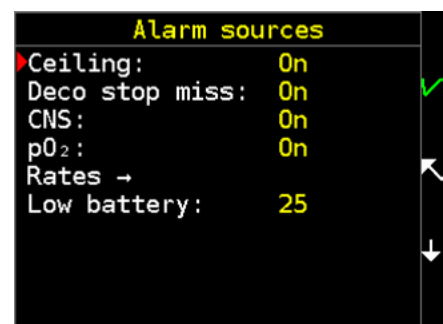 Alarm sources
Ceiling: On
Deco stop miss: On
CNS: On
pO₂: On
Rates →
Low battery: 25